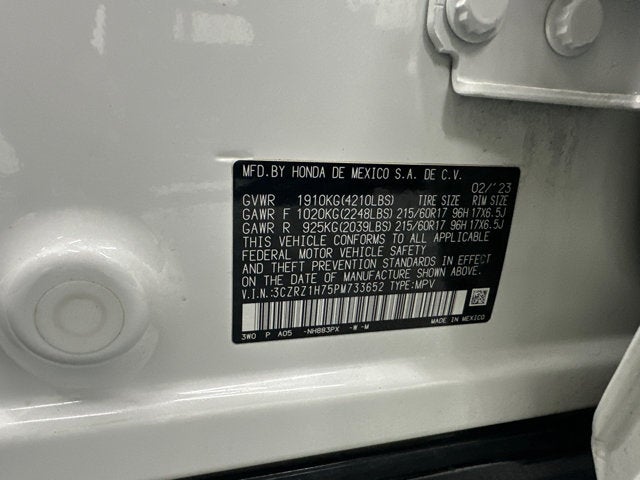 MFD.BY HONDA DE MEXICO S.A. DE C.V.
02/'23
GVWR 1910KG(4210LBS) TIRE SIZE RIM SIZE
GAWR F 1020KG(2248LBS) 215/60R17 96H 17X6.5J
GAWR R 925KG(2039LBS) 215/60R17 96H 17X6.5J
THIS VEHICLE CONFORMS TO ALL APPLICABLE
FEDERAL MOTOR VEHICLE SAFETY
AND THEFT PREVENTION STANDARDS IN EFFECT
ON THE DATE OF MANUFACTURE SHOWN ABOVE.
V.I.N.:3CZRZ1H75PM733652 TYPE:MPV
3W0 P A05 -NH883PX -W -M MADE IN MEXICO